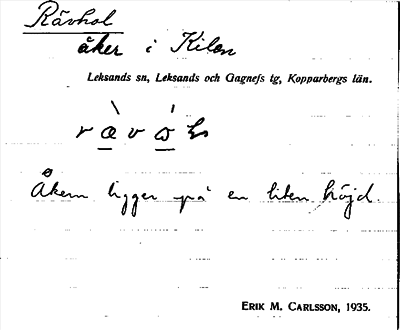 Rävhol
åker i Kilen
Leksands sn, Leksands och Gagnefs tg, Kopparbergs län.
Åkern ligger på en liten höjd.
ERIK M. CARLSSON, 1935.